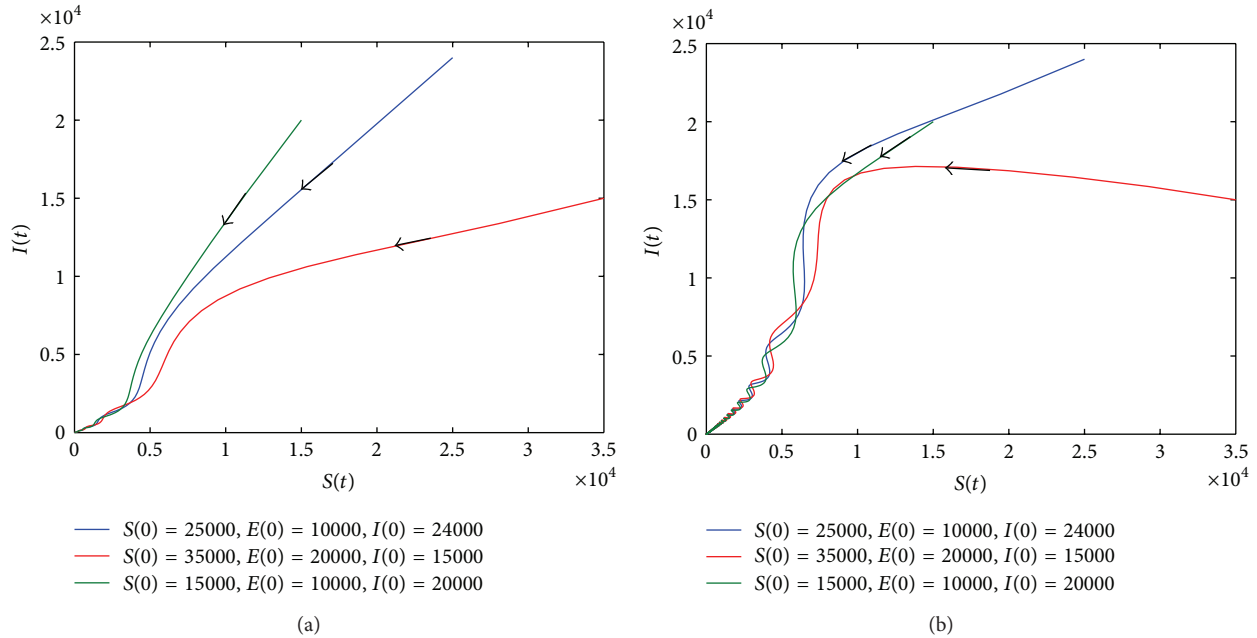 ×10⁴
2.5
2
1.5
1
0.5
0
I(t)
0 0.5 1 1.5 2 2.5 3 3.5
×10⁴
S(t)
S(0) = 25000, E(0) = 10000, I(0) = 24000
S(0) = 35000, E(0) = 20000, I(0) = 15000
S(0) = 15000, E(0) = 10000, I(0) = 20000
(a)
×10⁴
2.5
2
1.5
1
0.5
0
I(t)
0 0.5 1 1.5 2 2.5 3 3.5
×10⁴
S(t)
S(0) = 25000, E(0) = 10000, I(0) = 24000
S(0) = 35000, E(0) = 20000, I(0) = 15000
S(0) = 15000, E(0) = 10000, I(0) = 20000
(b)